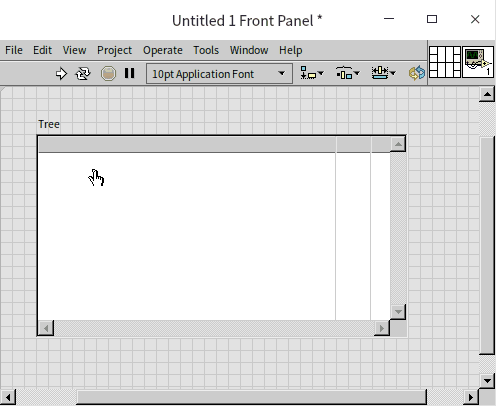 Untitled 1 Front Panel *
File Edit View Project Operate Tools Window Help
10pt Application Font
1
Tree